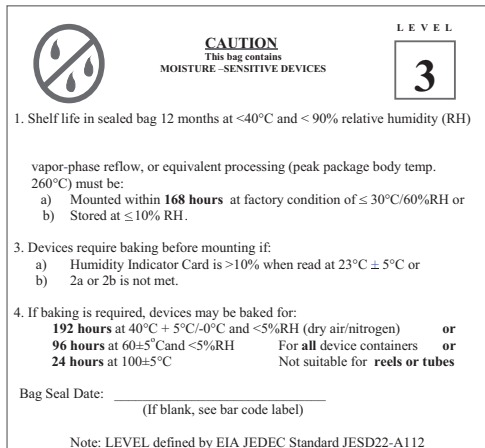 L E V E L
CAUTION
This bag contains
MOISTURE –SENSITIVE DEVICES
3
1. Shelf life in sealed bag 12 months at <40°C and < 90% relative humidity (RH)
vapor-phase reflow, or equivalent processing (peak package body temp.
260°C) must be:
a) Mounted within 168 hours at factory condition of ≤ 30°C/60%RH or
b) Stored at ≤10% RH.
3. Devices require baking before mounting if:
a) Humidity Indicator Card is >10% when read at 23°C ± 5°C or
b) 2a or 2b is not met.
4. If baking is required, devices may be baked for:
192 hours at 40°C + 5°C/-0°C and <5%RH (dry air/nitrogen) or
96 hours at 60±5°Cand <5%RH For all device containers or
24 hours at 100±5°C Not suitable for reels or tubes
Bag Seal Date: ______________________________
(If blank, see bar code label)
Note: LEVEL defined by EIA JEDEC Standard JESD22-A112